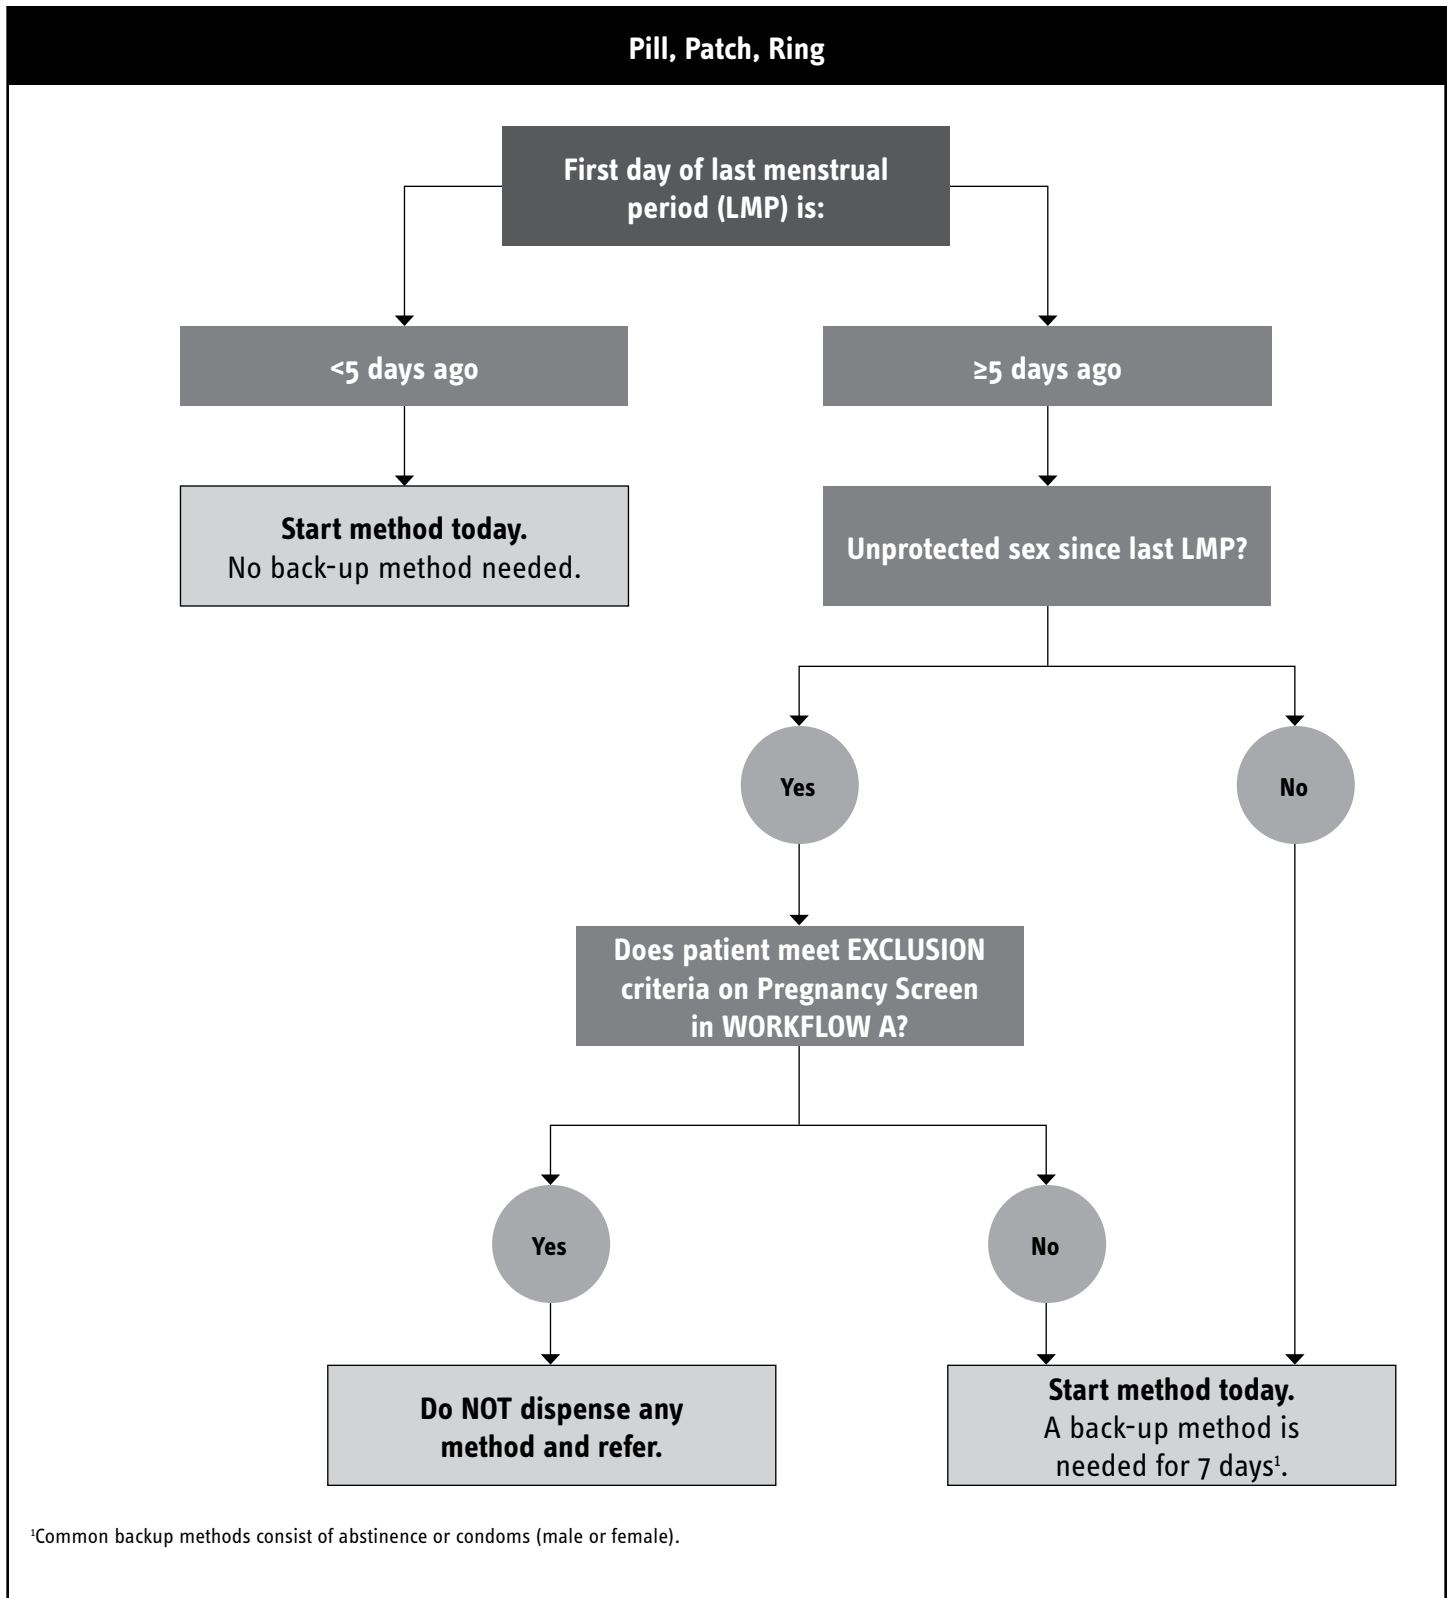 Pill, Patch, Ring
First day of last menstrual
period (LMP) is:
<5 days ago
≥5 days ago
Start method today.
No back-up method needed.
Unprotected sex since last LMP?
Yes
No
Does patient meet EXCLUSION
criteria on Pregnancy Screen
in WORKFLOW A?
Yes
No
Do NOT dispense any
method and refer.
Start method today.
A back-up method is
needed for 7 days¹.
¹Common backup methods consist of abstinence or condoms (male or female).